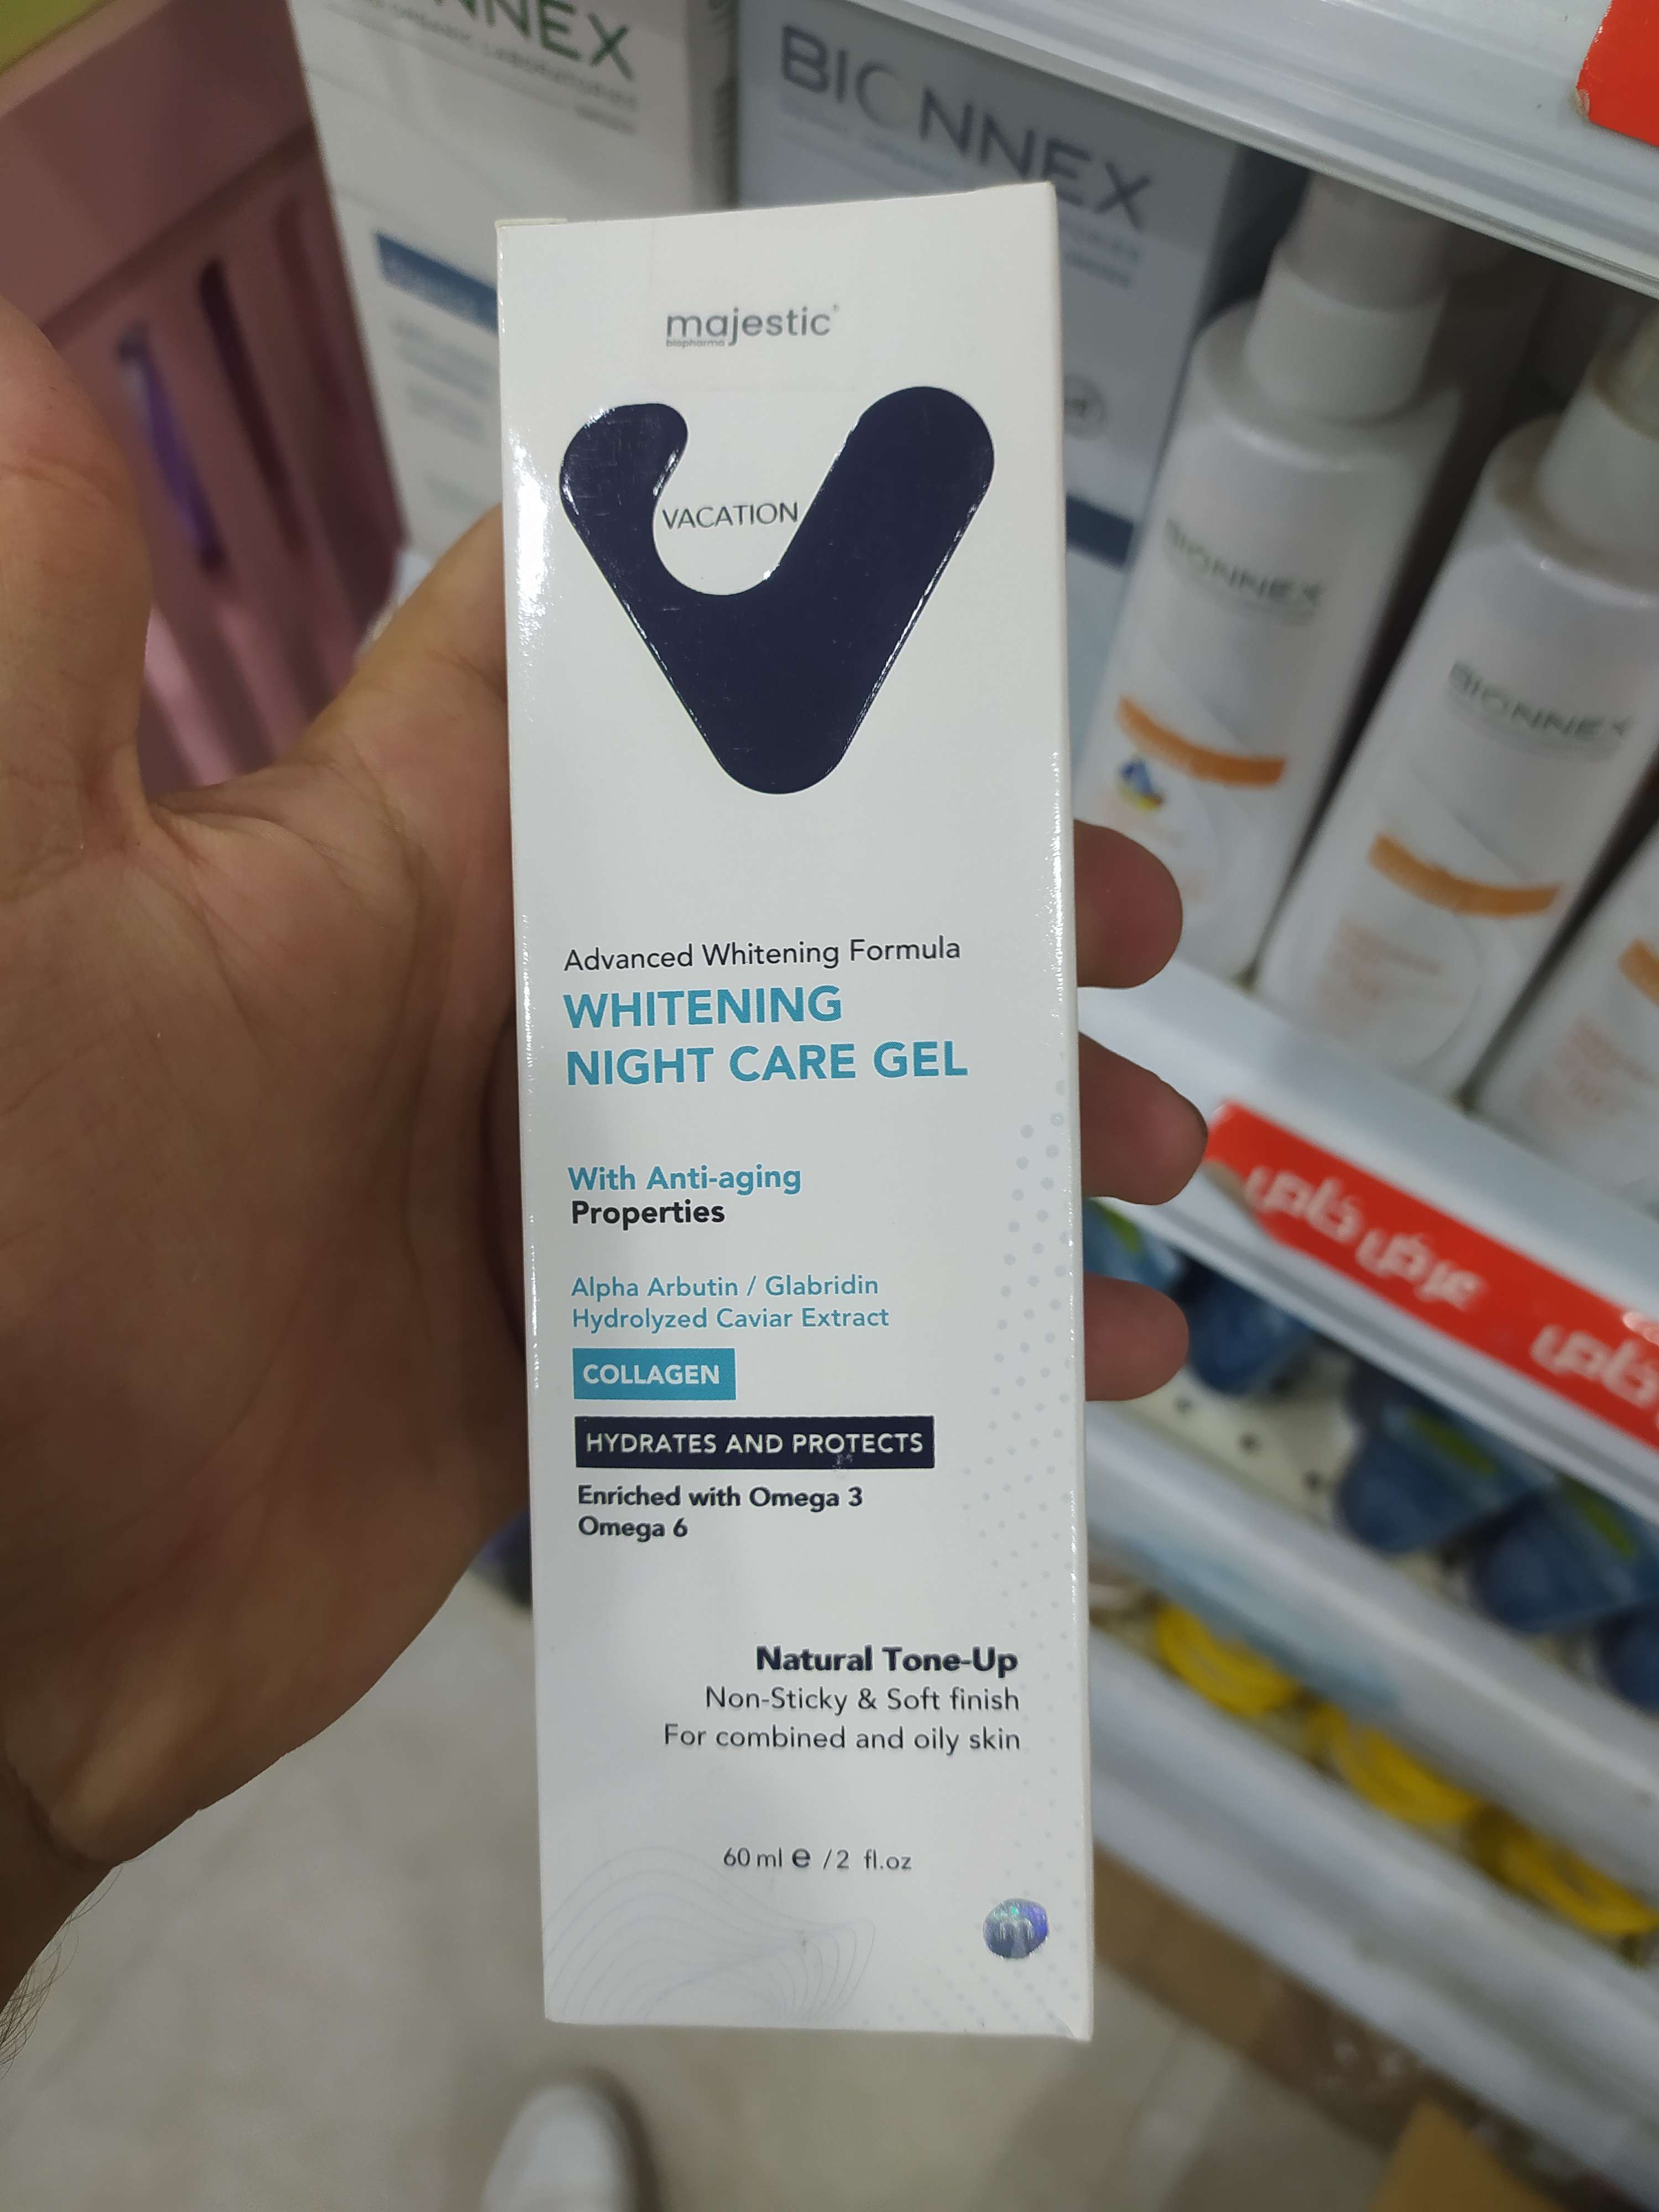 NNEX
BIONNEX
majestic
biopharma
VACATION
Advanced Whitening Formula
WHITENING
NIGHT CARE GEL
With Anti-aging
Properties
Alpha Arbutin / Glabridin
Hydrolyzed Caviar Extract
COLLAGEN
HYDRATES AND PROTECTS
Enriched with Omega 3
Omega 6
Natural Tone-Up
Non-Sticky & Soft finish
For combined and oily skin
60 ml e / 2 fl.oz
m
BIONNEX
BIONNEX
عرض خاص
خاص